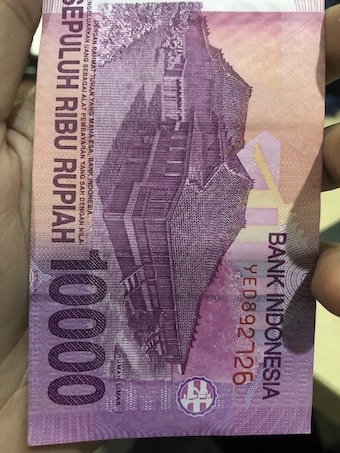 DENGAN RAHMAT TUHAN YANG MAHA ESA, BANK INDONESIA
MENGELUARKAN UANG SEBAGAI ALAT PEMBAYARAN YANG SAH DENGAN NILAI
SEPULUH RIBU RUPIAH
10000
RUMAH LIMAS
BANK INDONESIA
YED892726